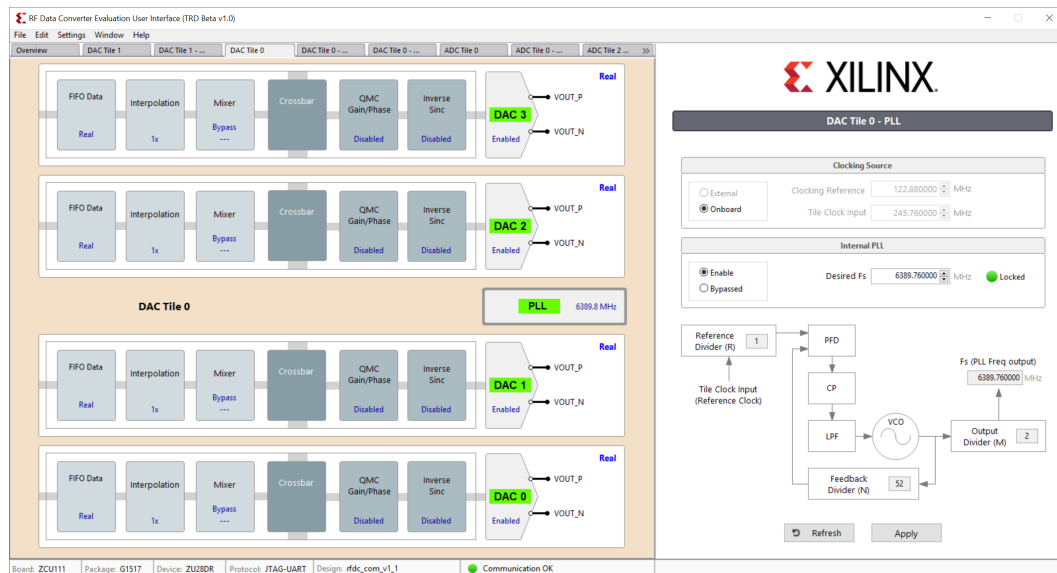 RF Data Converter Evaluation User Interface (TRD Beta v1.0)
File Edit Settings Window Help
Overview DAC Tile 1 DAC Tile 1 - ... DAC Tile 0 DAC Tile 0 - ... DAC Tile 0 - ... ADC Tile 0 ADC Tile 0 - ... ADC Tile 2 ... >>
Real
FIFO Data
Real
Interpolation
1x
Mixer
Bypass
---
Crossbar
QMC
Gain/Phase
Disabled
Inverse
Sinc
Disabled
DAC 3
Enabled
VOUT_P
VOUT_N
Real
FIFO Data
Real
Interpolation
1x
Mixer
Bypass
---
Crossbar
QMC
Gain/Phase
Disabled
Inverse
Sinc
Disabled
DAC 2
Enabled
VOUT_P
VOUT_N
DAC Tile 0
PLL 6389.8 MHz
Real
FIFO Data
Real
Interpolation
1x
Mixer
Bypass
---
Crossbar
QMC
Gain/Phase
Disabled
Inverse
Sinc
Disabled
DAC 1
Enabled
VOUT_P
VOUT_N
Real
FIFO Data
Real
Interpolation
1x
Mixer
Bypass
---
Crossbar
QMC
Gain/Phase
Disabled
Inverse
Sinc
Disabled
DAC 0
Enabled
VOUT_P
VOUT_N
XILINX.
DAC Tile 0 - PLL
Clocking Source
External
Onboard
Clocking Reference 122.880000 MHz
Tile Clock Input 245.760000 MHz
Internal PLL
Enable
Bypassed
Desired Fs 6389.760000 MHz Locked
Reference
Divider (R) 1
Tile Clock Input
(Reference Clock)
PFD
CP
LPF
VCO
Fs (PLL Freq output)
6389.760000 MHz
Output
Divider (M) 2
Feedback
Divider (N) 52
Refresh
Apply
Board: ZCU111 Package: G1517 Device: ZU28DR Protocol: JTAG-UART Design: rfdc_com_v1_1 Communication OK